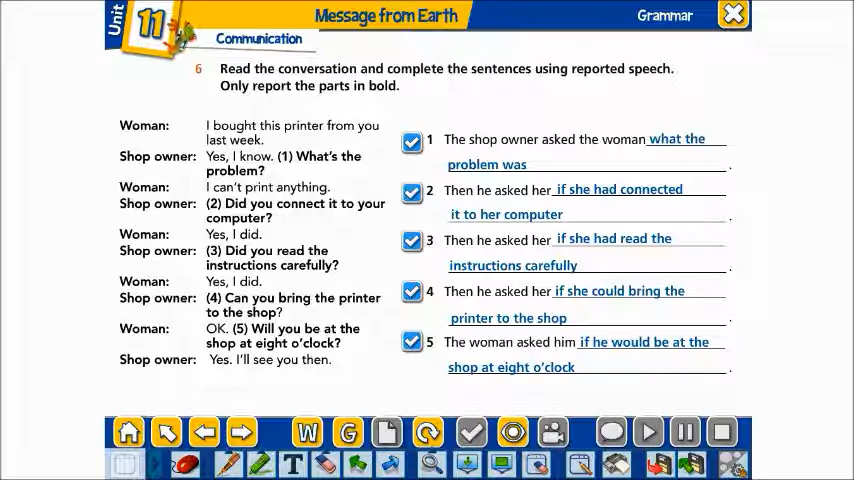 Unit 11 Message from Earth Grammar
Communication
6 Read the conversation and complete the sentences using reported speech.
Only report the parts in bold.
Woman: I bought this printer from you
last week.
Shop owner: Yes, I know. (1) What's the
problem?
Woman: I can't print anything.
Shop owner: (2) Did you connect it to your
computer?
Woman: Yes, I did.
Shop owner: (3) Did you read the
instructions carefully?
Woman: Yes, I did.
Shop owner: (4) Can you bring the printer
to the shop?
Woman: OK. (5) Will you be at the
shop at eight o'clock?
Shop owner: Yes. I'll see you then.
1 The shop owner asked the woman what the
problem was .
2 Then he asked her if she had connected
it to her computer .
3 Then he asked her if she had read the
instructions carefully .
4 Then he asked her if she could bring the
printer to the shop .
5 The woman asked him if he would be at the
shop at eight o'clock .
W G
T